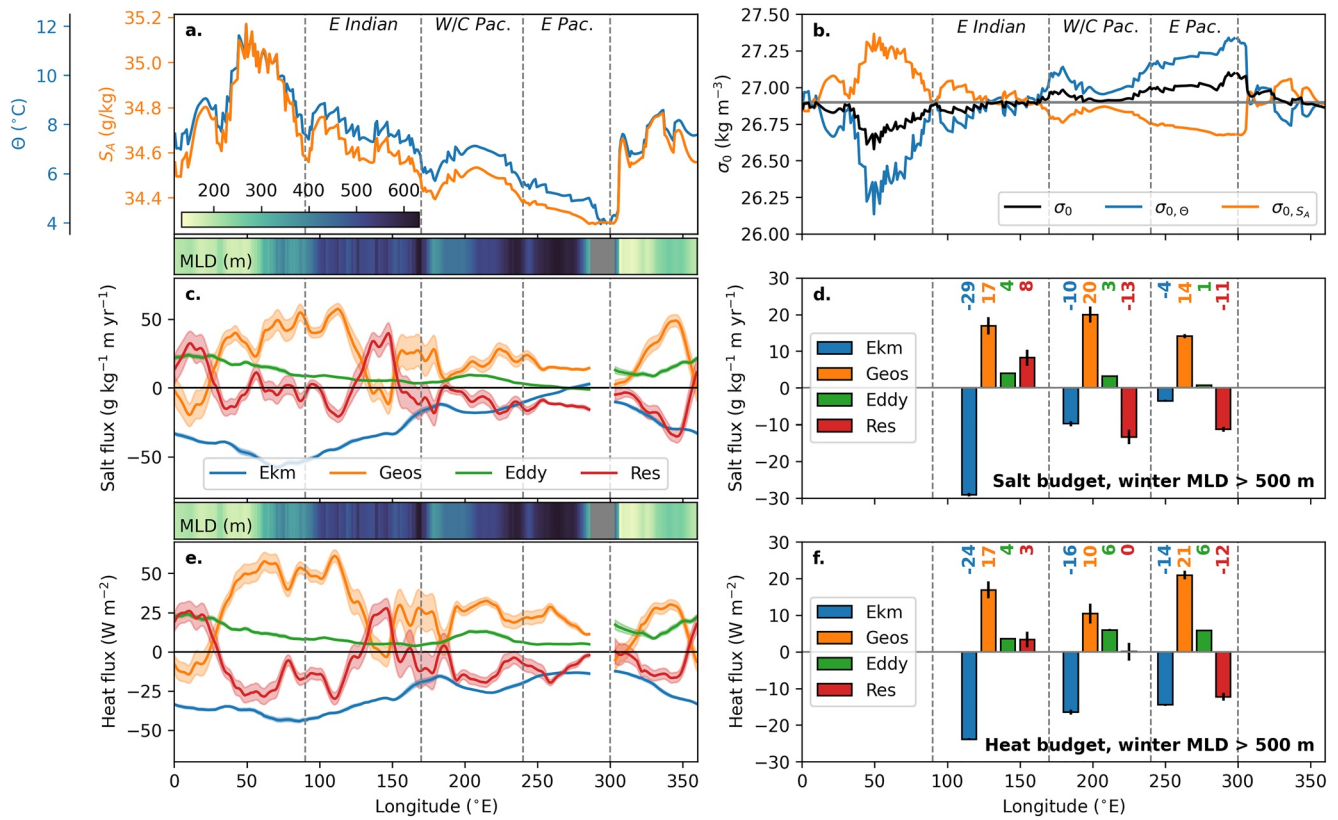 a.
E Indian
W/C Pac.
E Pac.
12
10
8
6
4
Θ (°C)
35.2
35.0
34.8
34.6
34.4
S_A (g/kg)
200 300 400 500 600
MLD (m)
b.
E Indian
W/C Pac.
E Pac.
27.50
27.25
27.00
26.75
26.50
26.25
26.00
σ₀ (kg m⁻³)
σ₀
σ₀,Θ
σ₀,S_A
c.
50
0
−50
Salt flux (g kg⁻¹ m yr⁻¹)
Ekm
Geos
Eddy
Res
MLD (m)
d.
-29 17 4 8 -10 20 3 -13 -4 14 1 -11
30
20
10
0
−10
−20
−30
Salt flux (g kg⁻¹ m yr⁻¹)
Ekm
Geos
Eddy
Res
Salt budget, winter MLD > 500 m
e.
50
25
0
−25
−50
Heat flux (W m⁻²)
0 50 100 150 200 250 300 350
Longitude (°E)
f.
-24 17 4 3 -16 10 6 0 -14 21 6 -12
30
20
10
0
−10
−20
−30
Heat flux (W m⁻²)
Ekm
Geos
Eddy
Res
Heat budget, winter MLD > 500 m
0 50 100 150 200 250 300 350
Longitude (°E)